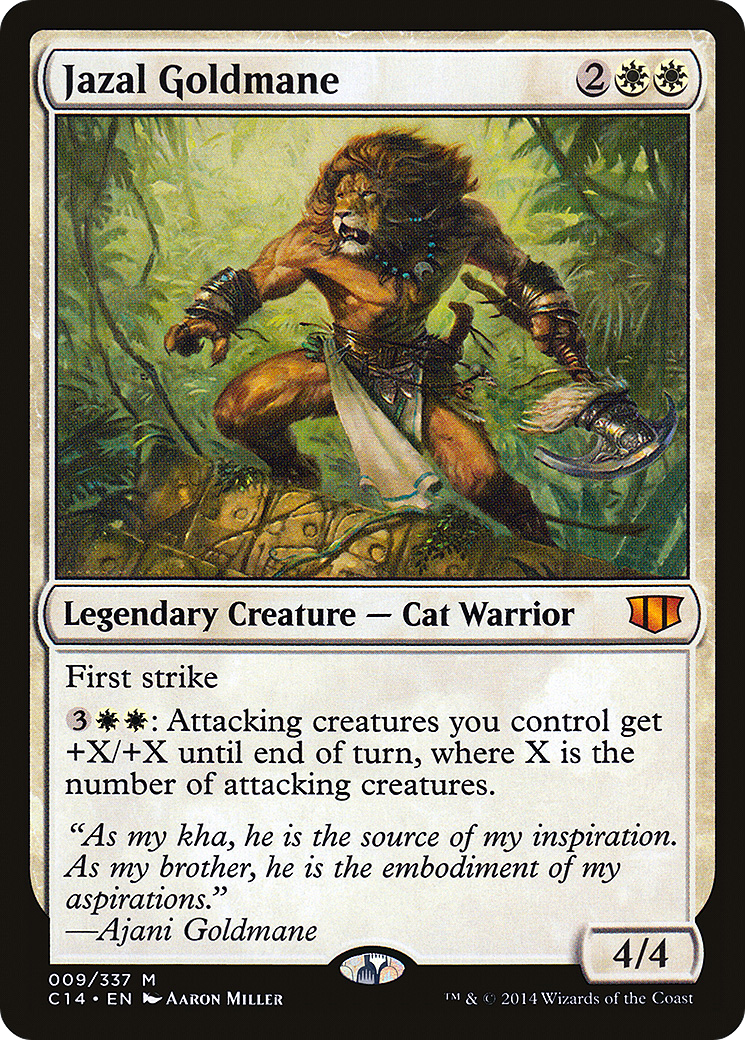 Jazal Goldmane 2
Legendary Creature — Cat Warrior
First strike
3: Attacking creatures you control get
+X/+X until end of turn, where X is the
number of attacking creatures.
“As my kha, he is the source of my inspiration.
As my brother, he is the embodiment of my
aspirations.”
—Ajani Goldmane
4/4
009/337 M
C14 • EN Aaron Miller
™ & © 2014 Wizards of the Coast